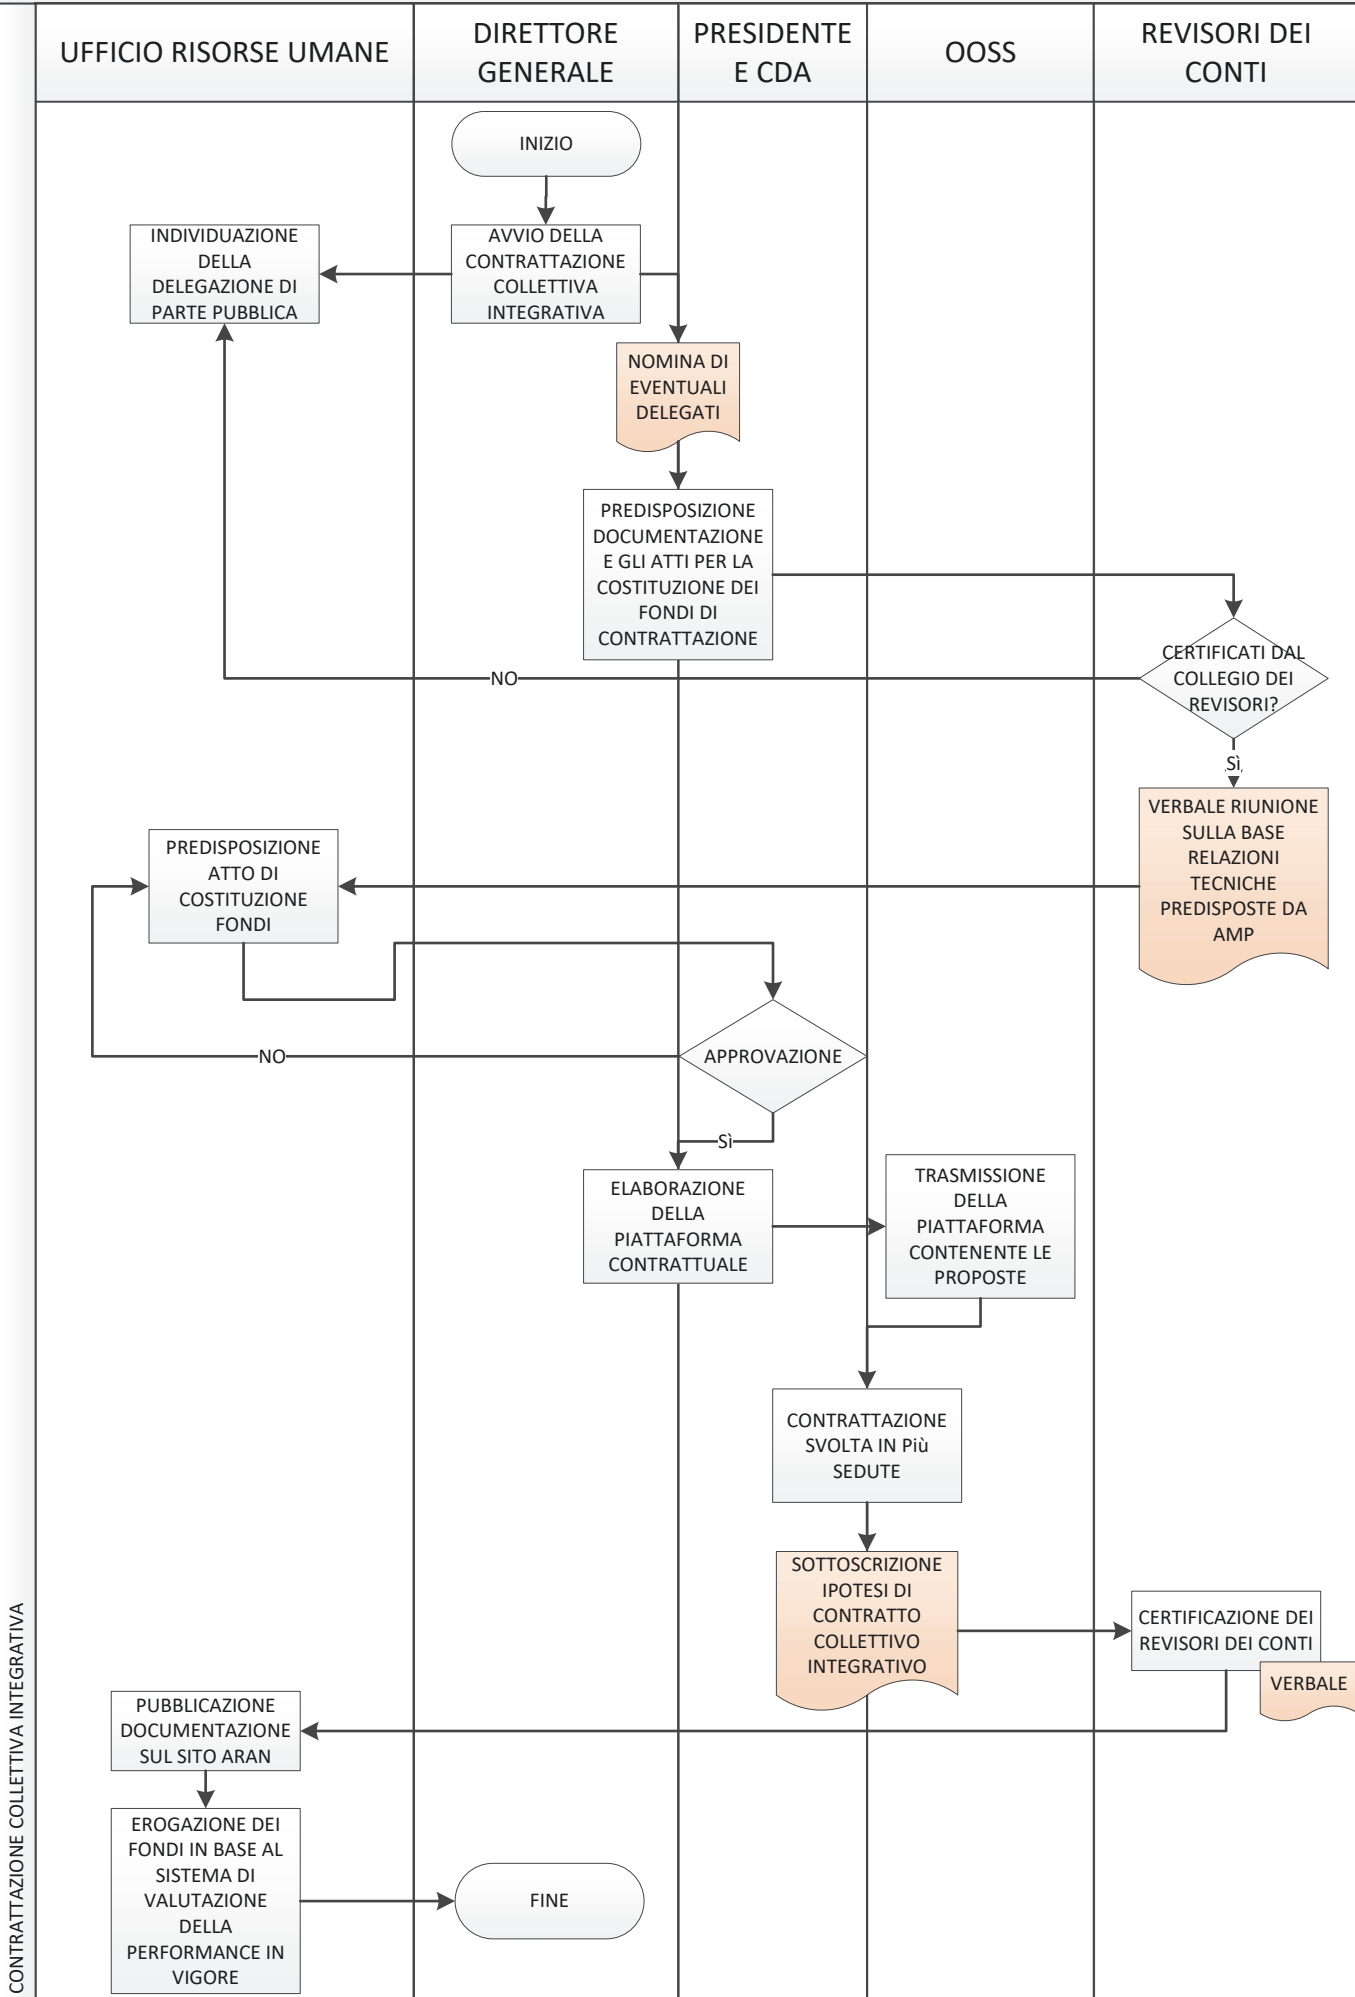 UFFICIO RISORSE UMANE
DIRETTORE
GENERALE
PRESIDENTE
E CDA
OOSS
REVISORI DEI
CONTI
INIZIO
INDIVIDUAZIONE
DELLA
DELEGAZIONE DI
PARTE PUBBLICA
AVVIO DELLA
CONTRATTAZIONE
COLLETTIVA
INTEGRATIVA
NOMINA DI
EVENTUALI
DELEGATI
PREDISPOSIZIONE
DOCUMENTAZIONE
E GLI ATTI PER LA
COSTITUZIONE DEI
FONDI DI
CONTRATTAZIONE
CERTIFICATI DAL
COLLEGIO DEI
REVISORI?
NO
Sì
VERBALE RIUNIONE
SULLA BASE
RELAZIONI
TECNICHE
PREDISPOSTE DA
AMP
PREDISPOSIZIONE
ATTO DI
COSTITUZIONE
FONDI
APPROVAZIONE
NO
Sì
ELABORAZIONE
DELLA
PIATTAFORMA
CONTRATTUALE
TRASMISSIONE
DELLA
PIATTAFORMA
CONTENENTE LE
PROPOSTE
CONTRATTAZIONE
SVOLTA IN Più
SEDUTE
SOTTOSCRIZIONE
IPOTESI DI
CONTRATTO
COLLETTIVO
INTEGRATIVO
CERTIFICAZIONE DEI
REVISORI DEI CONTI
VERBALE
PUBBLICAZIONE
DOCUMENTAZIONE
SUL SITO ARAN
EROGAZIONE DEI
FONDI IN BASE AL
SISTEMA DI
VALUTAZIONE
DELLA
PERFORMANCE IN
VIGORE
FINE
CONTRATTAZIONE COLLETTIVA INTEGRATIVA